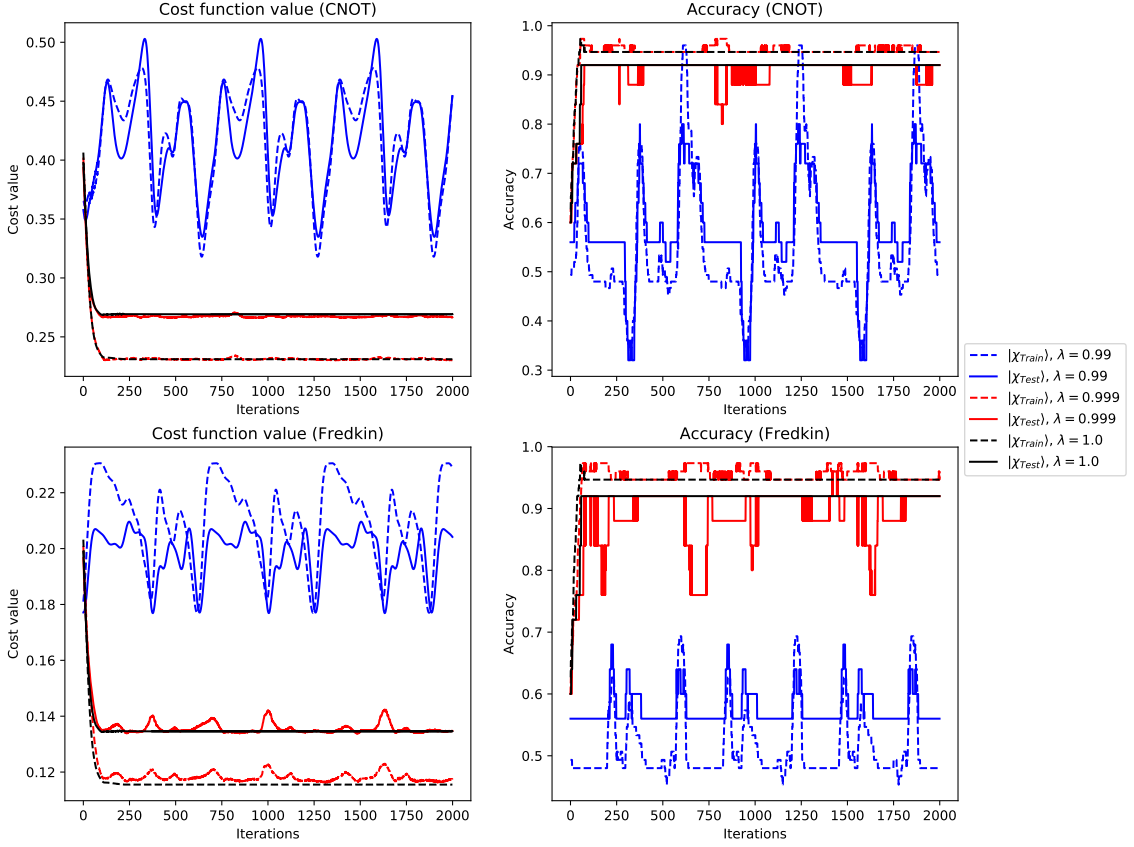 Cost function value (CNOT)
Cost value
0.50
0.45
0.40
0.35
0.30
0.25
0 250 500 750 1000 1250 1500 1750 2000
Iterations
Accuracy (CNOT)
Accuracy
1.0
0.9
0.8
0.7
0.6
0.5
0.4
0.3
0 250 500 750 1000 1250 1500 1750 2000
Iterations
|χ_Train⟩, λ = 0.99
|χ_Test⟩, λ = 0.99
|χ_Train⟩, λ = 0.999
|χ_Test⟩, λ = 0.999
|χ_Train⟩, λ = 1.0
|χ_Test⟩, λ = 1.0
Cost function value (Fredkin)
Cost value
0.22
0.20
0.18
0.16
0.14
0.12
0 250 500 750 1000 1250 1500 1750 2000
Iterations
Accuracy (Fredkin)
Accuracy
1.0
0.9
0.8
0.7
0.6
0.5
0 250 500 750 1000 1250 1500 1750 2000
Iterations